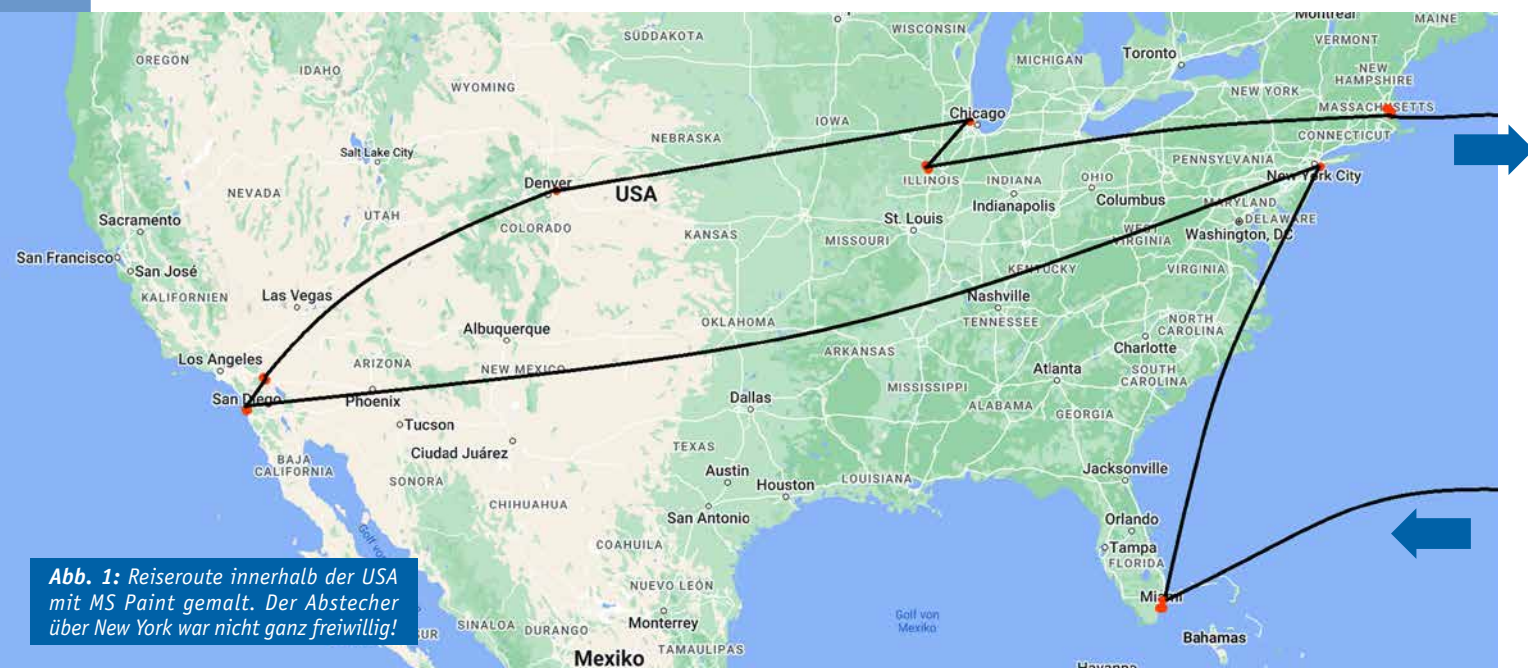 Montreal
MAINE
WISCONSIN
SÜDDAKOTA
VERMONT
OREGON
MICHIGAN
Toronto
IDAHO
NEW
HAMPSHIRE
WYOMING
NEW YORK
MASSACHUSETTS
Chicago
IOWA
CONNECTICUT
NEBRASKA
Salt Lake City
PENNSYLVANIA
Denver
ILLINOIS
INDIANA
OHIO
New York City
NEVADA
USA
Indianapolis
Columbus
MARYLAND
UTAH
St. Louis
DELAWARE
Sacramento
COLORADO
KANSAS
MISSOURI
WEST
VIRGINIA
Washington, DC
San Francisco
San José
KENTUCKY
VIRGINIA
KALIFORNIEN
Las Vegas
Nashville
Albuquerque
OKLAHOMA
TENNESSEE
NORTH
CAROLINA
Los Angeles
ARIZONA
NEW MEXICO
ARKANSAS
Charlotte
Atlanta
SOUTH
CAROLINA
San Diego
Phoenix
MISSISSIPPI
Dallas
ALABAMA
GEORGIA
Tucson
Ciudad Juárez
TEXAS
BAJA
CALIFORNIA
SONORA
Austin
Houston
LOUISIANA
Jacksonville
CHIHUAHUA
San Antonio
Orlando
Golf von
COAHUILA
Tampa
FLORIDA
NUEVO LEÓN
Miami
Abb. 1: Reiseroute innerhalb der USA
mit MS Paint gemalt. Der Abstecher
über New York war nicht ganz freiwillig!
SUR
SINALOA
DURANGO
Monterrey
Golf von
Mexiko
Bahamas
Mexiko
TAMAULIPAS
Havanna